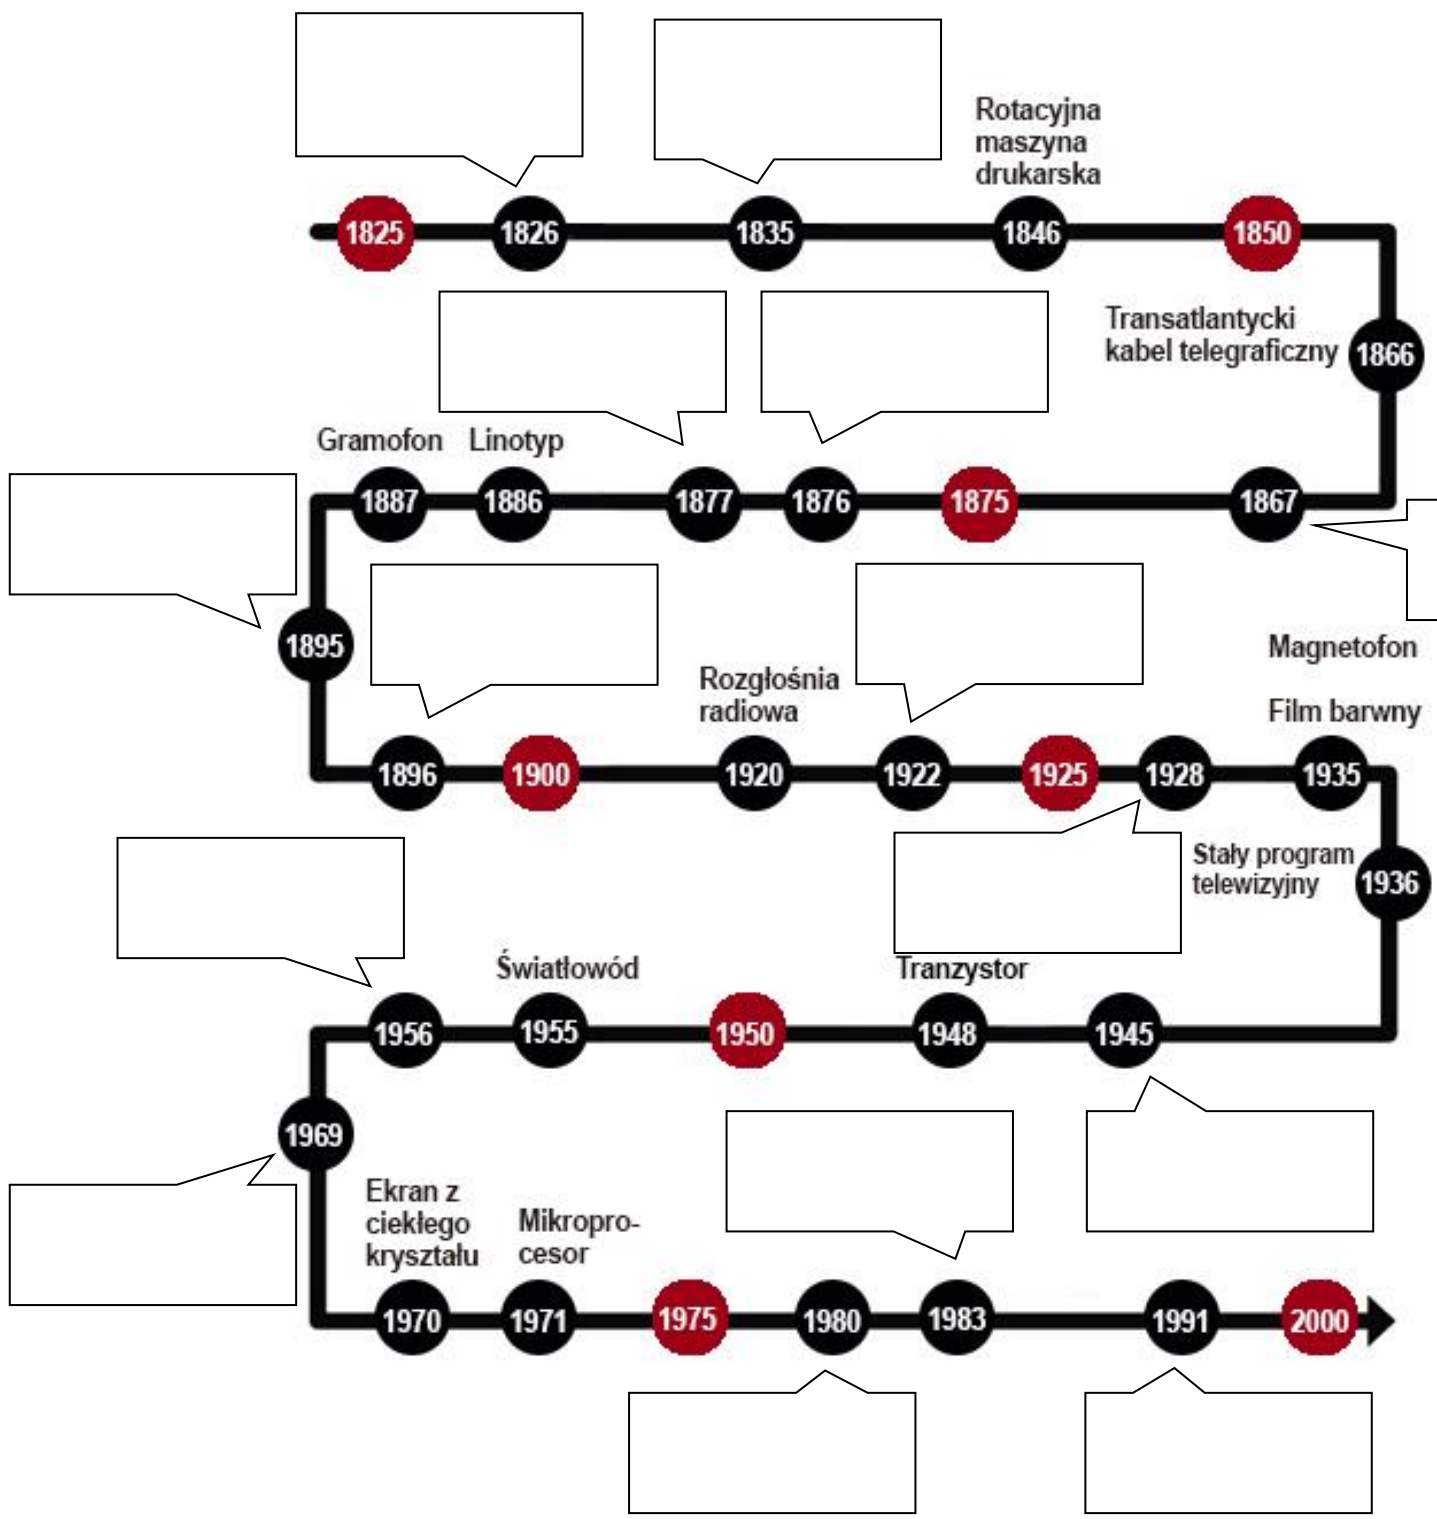 Rotacyjna
maszyna
drukarska
1825
1826
1835
1846
1850
Transatlantycki
kabel telegraficzny
1866
Gramofon
Linotyp
1887
1886
1877
1876
1875
1867
1895
Magnetofon
Rozgłośnia
radiowa
Film barwny
1896
1900
1920
1922
1925
1928
1935
Stały program
telewizyjny
1936
Światłowód
Tranzystor
1956
1955
1950
1948
1945
1969
Ekran z
ciekłego
kryształu
Mikropro-
cesor
1970
1971
1975
1980
1983
1991
2000